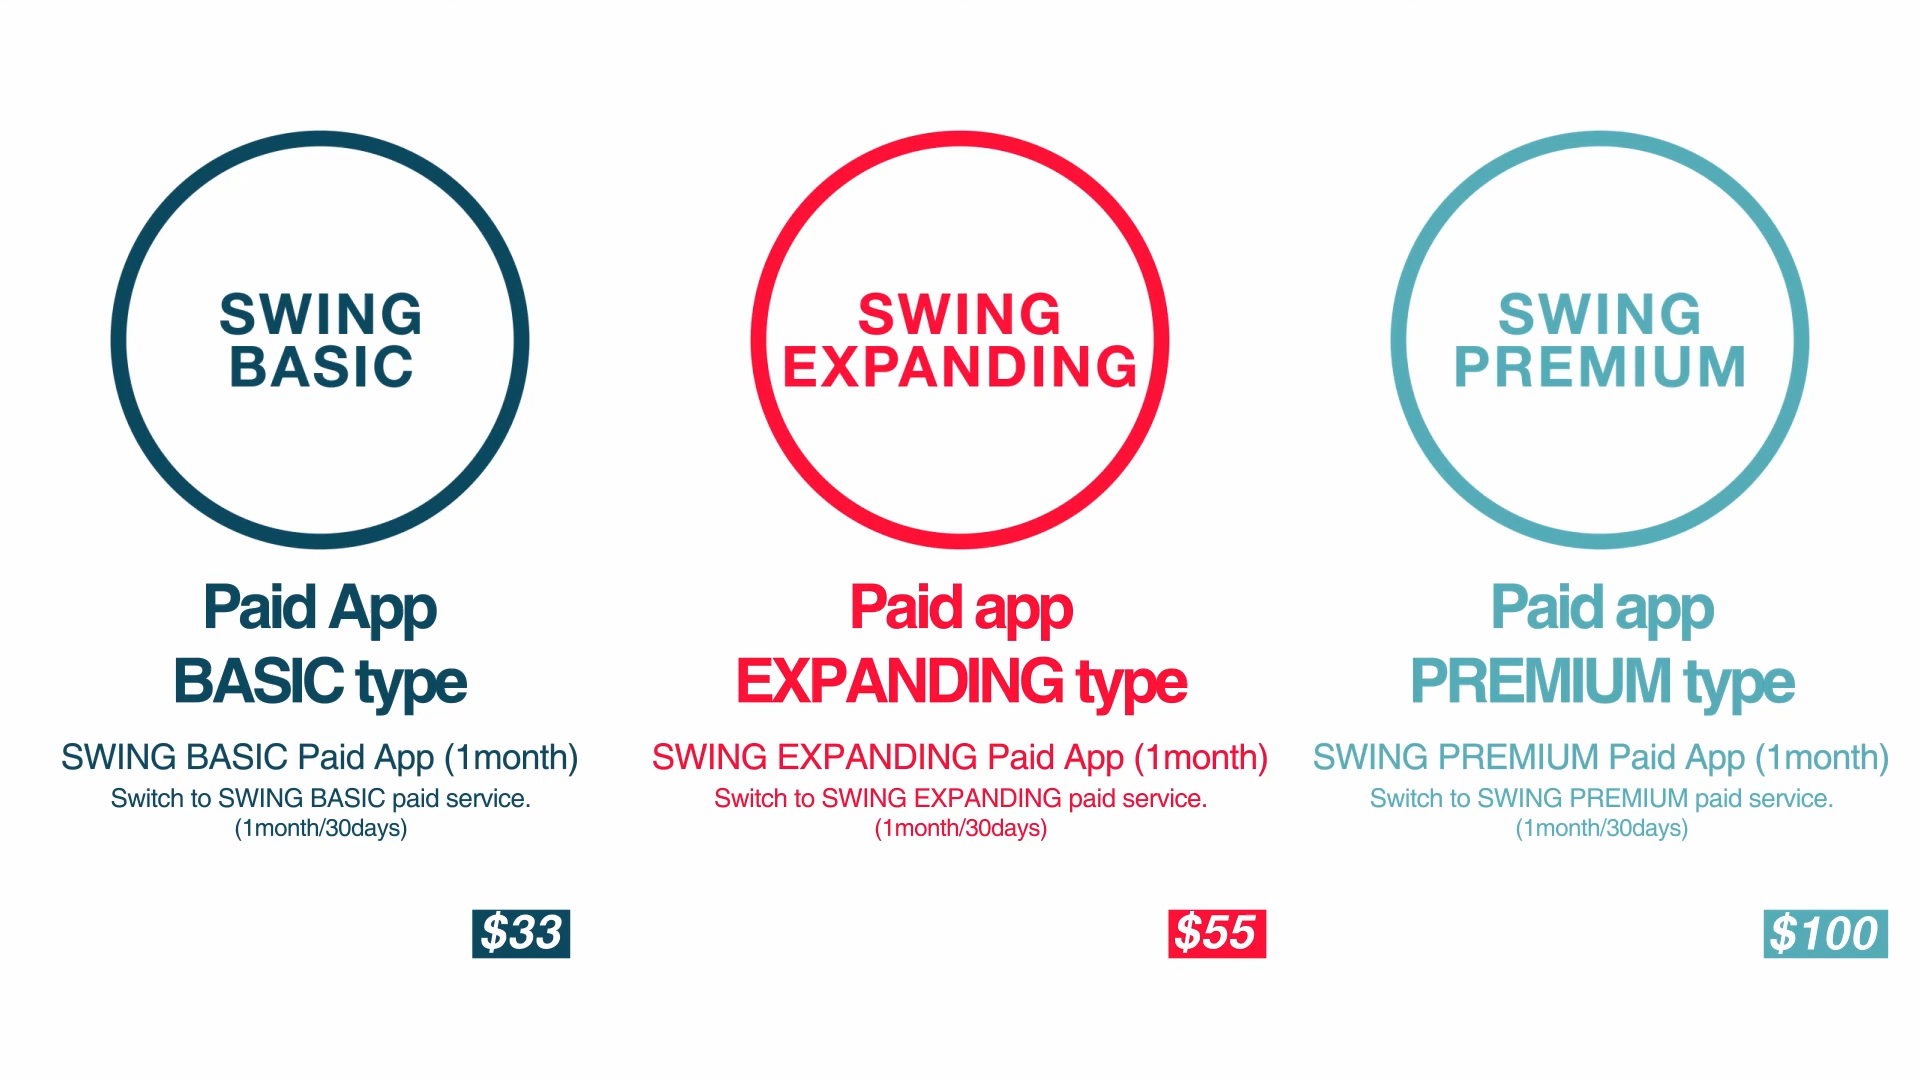 SWING
BASIC
Paid App
BASIC type
SWING BASIC Paid App (1month)
Switch to SWING BASIC paid service.
(1month/30days)
$33
SWING
EXPANDING
Paid app
EXPANDING type
SWING EXPANDING Paid App (1month)
Switch to SWING EXPANDING paid service.
(1month/30days)
$55
SWING
PREMIUM
Paid app
PREMIUM type
SWING PREMIUM Paid App (1month)
Switch to SWING PREMIUM paid service.
(1month/30days)
$100